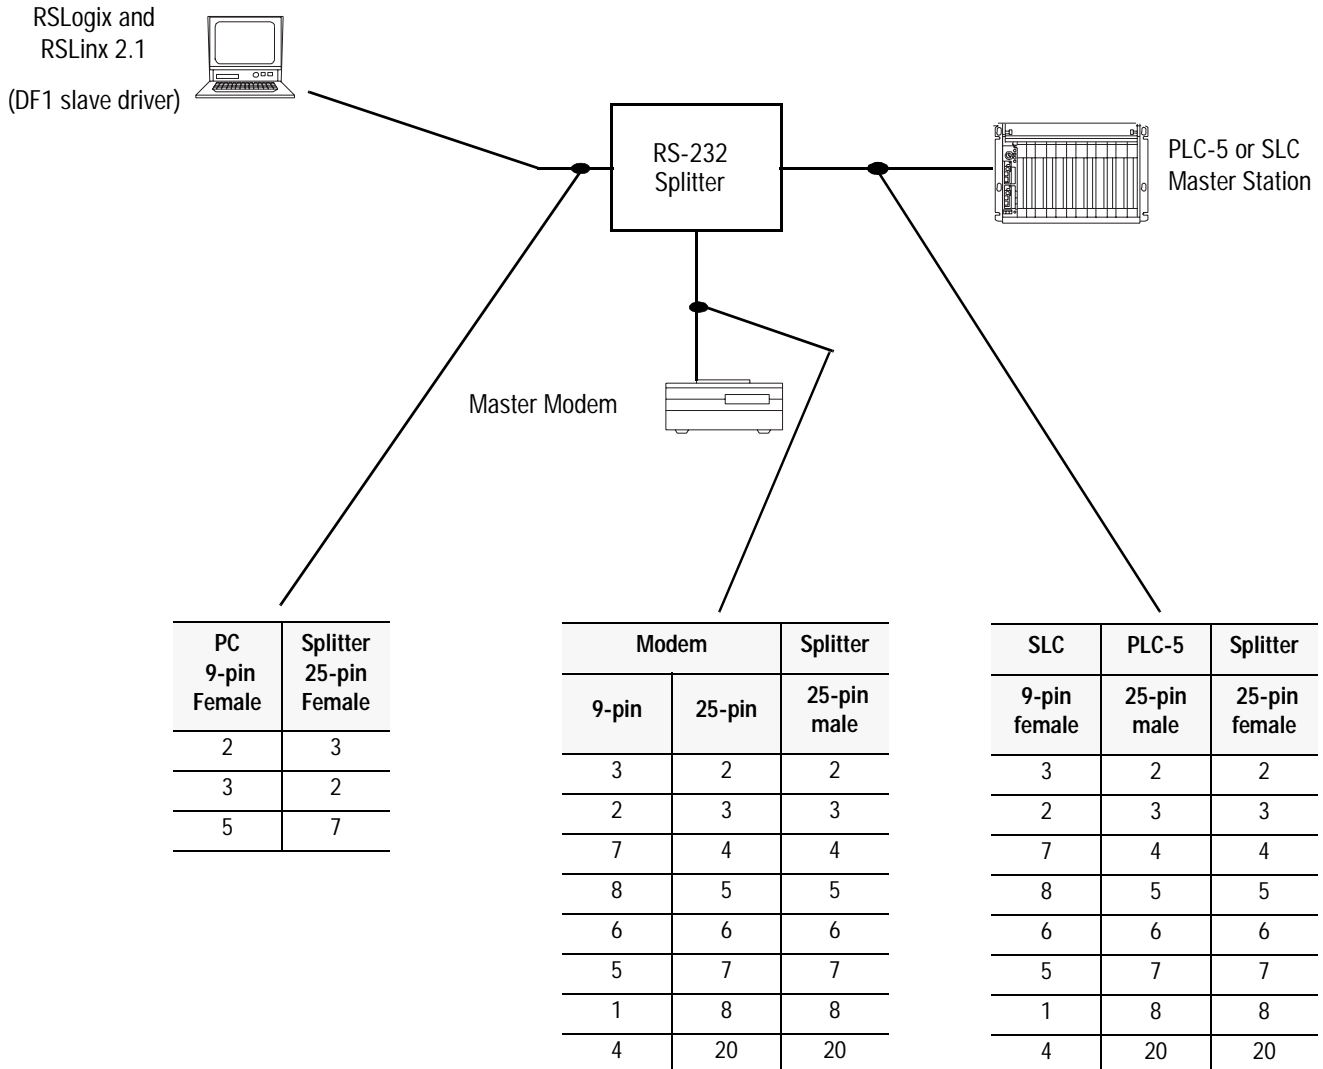 RSLogix and
RSLinx 2.1
(DF1 slave driver)
RS-232
Splitter
PLC-5 or SLC
Master Station
Master Modem
PC
9-pin
Female
Splitter
25-pin
Female
2 3
3 2
5 7
Modem Splitter
9-pin 25-pin 25-pin
male
3 2 2
2 3 3
7 4 4
8 5 5
6 6 6
5 7 7
1 8 8
4 20 20
SLC PLC-5 Splitter
9-pin
female
25-pin
male
25-pin
female
3 2 2
2 3 3
7 4 4
8 5 5
6 6 6
5 7 7
1 8 8
4 20 20